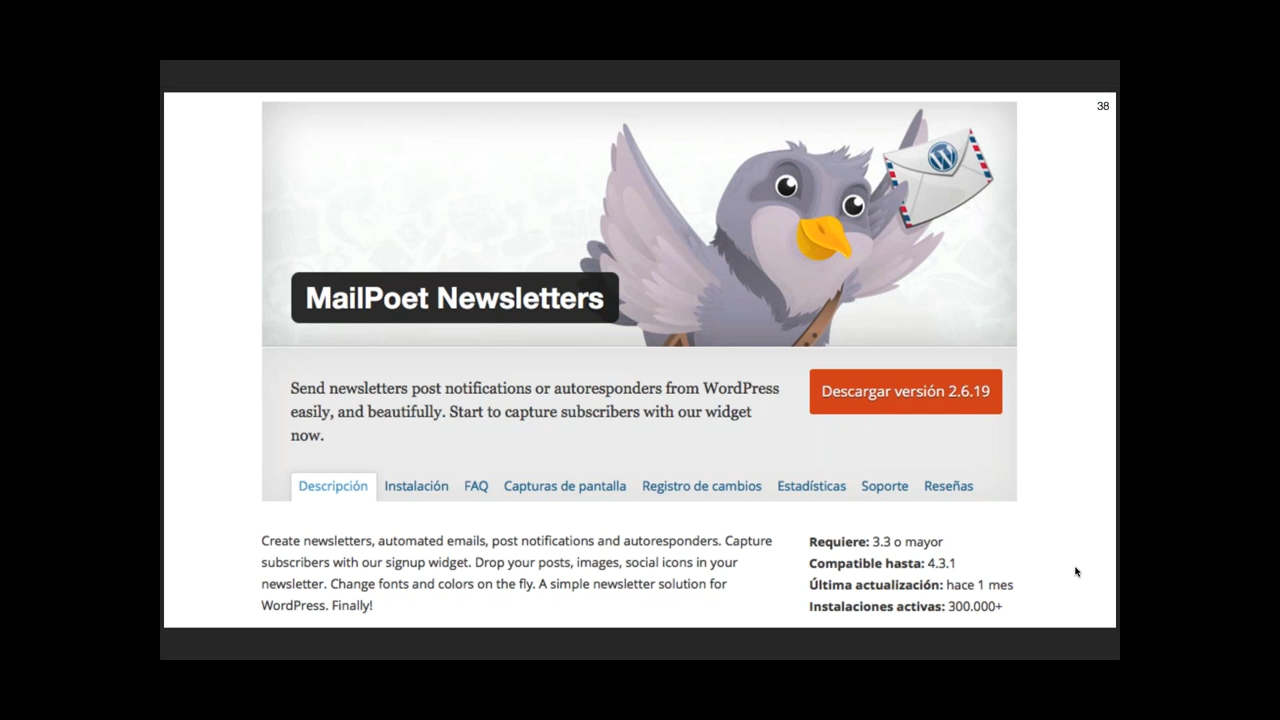 38
MailPoet Newsletters
Send newsletters post notifications or autoresponders from WordPress
easily, and beautifully. Start to capture subscribers with our widget
now.
Descargar versión 2.6.19
Descripción Instalación FAQ Capturas de pantalla Registro de cambios Estadísticas Soporte Reseñas
Create newsletters, automated emails, post notifications and autoresponders. Capture
subscribers with our signup widget. Drop your posts, images, social icons in your
newsletter. Change fonts and colors on the fly. A simple newsletter solution for
WordPress. Finally!
Requiere: 3.3 o mayor
Compatible hasta: 4.3.1
Última actualización: hace 1 mes
Instalaciones activas: 300.000+